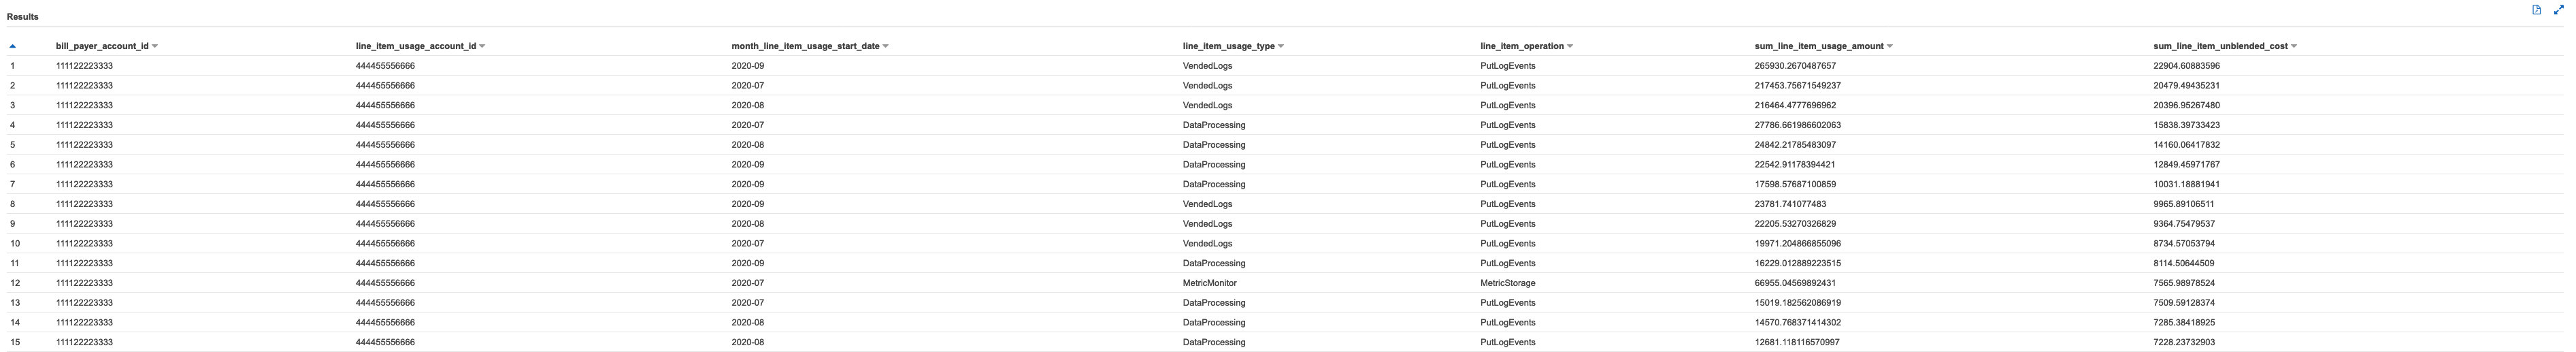 Results
bill_payer_account_id line_item_usage_account_id month_line_item_usage_start_date line_item_usage_type line_item_operation sum_line_item_usage_amount sum_line_item_unblended_cost
1 111122223333 444455556666 2020-09 VendedLogs PutLogEvents 265930.2670487657 22904.60883596
2 111122223333 444455556666 2020-07 VendedLogs PutLogEvents 217453.75671549237 20479.49435231
3 111122223333 444455556666 2020-08 VendedLogs PutLogEvents 216464.4777696962 20396.95267480
4 111122223333 444455556666 2020-07 DataProcessing PutLogEvents 27786.661986602063 15838.39733423
5 111122223333 444455556666 2020-08 DataProcessing PutLogEvents 24842.21785483097 14160.06417832
6 111122223333 444455556666 2020-09 DataProcessing PutLogEvents 22542.91178394421 12849.45971767
7 111122223333 444455556666 2020-09 DataProcessing PutLogEvents 17598.57687100859 10031.18881941
8 111122223333 444455556666 2020-09 VendedLogs PutLogEvents 23781.741077483 9965.89106511
9 111122223333 444455556666 2020-08 VendedLogs PutLogEvents 22205.53270326829 9364.75479537
10 111122223333 444455556666 2020-07 VendedLogs PutLogEvents 19971.204866855096 8734.57053794
11 111122223333 444455556666 2020-09 DataProcessing PutLogEvents 16229.012889223515 8114.50644509
12 111122223333 444455556666 2020-07 MetricMonitor MetricStorage 66955.04569892431 7565.98978524
13 111122223333 444455556666 2020-07 DataProcessing PutLogEvents 15019.182562086919 7509.59128374
14 111122223333 444455556666 2020-08 DataProcessing PutLogEvents 14570.768371414302 7285.38418925
15 111122223333 444455556666 2020-08 DataProcessing PutLogEvents 12681.118116570997 7228.23732903